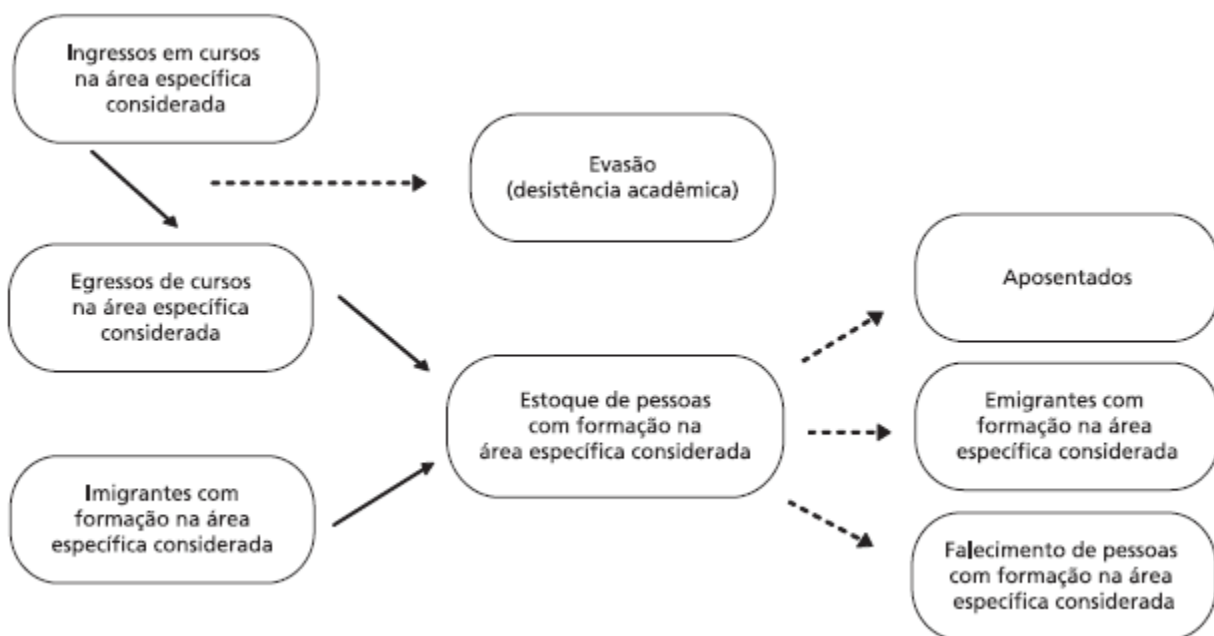 Ingressos em cursos
na área específica
considerada
Evasão
(desistência acadêmica)
Egressos de cursos
na área específica
considerada
Aposentados
Estoque de pessoas
com formação na
área específica considerada
Emigrantes com
formação na área
específica considerada
Imigrantes com
formação na área
específica considerada
Falecimento de pessoas
com formação na área
específica considerada